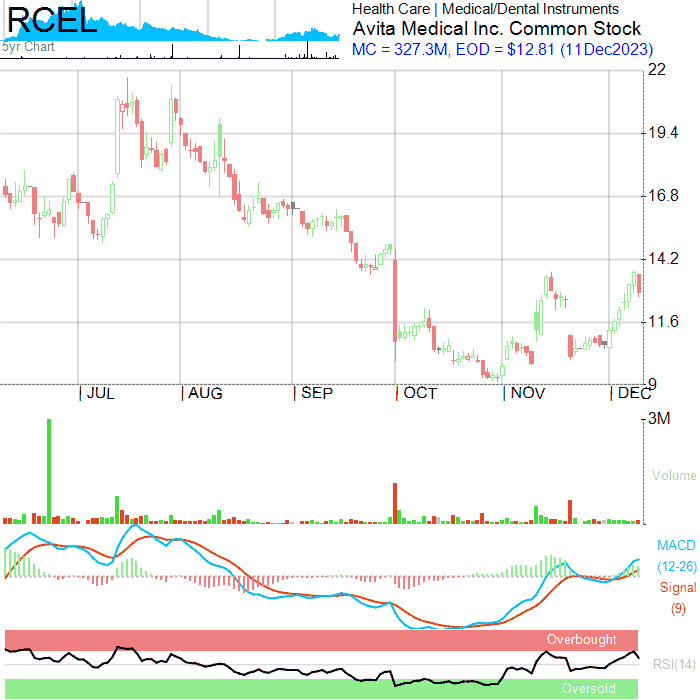 RCEL
5yr Chart
Health Care | Medical/Dental Instruments
Avita Medical Inc. Common Stock
MC = 327.3M, EOD = $12.81 (11Dec2023)
22
19.4
16.8
14.2
11.6
9
JUL AUG SEP OCT NOV DEC
3M
Volume
MACD
(12-26)
Signal
(9)
Overbought
RSI(14)
Oversold